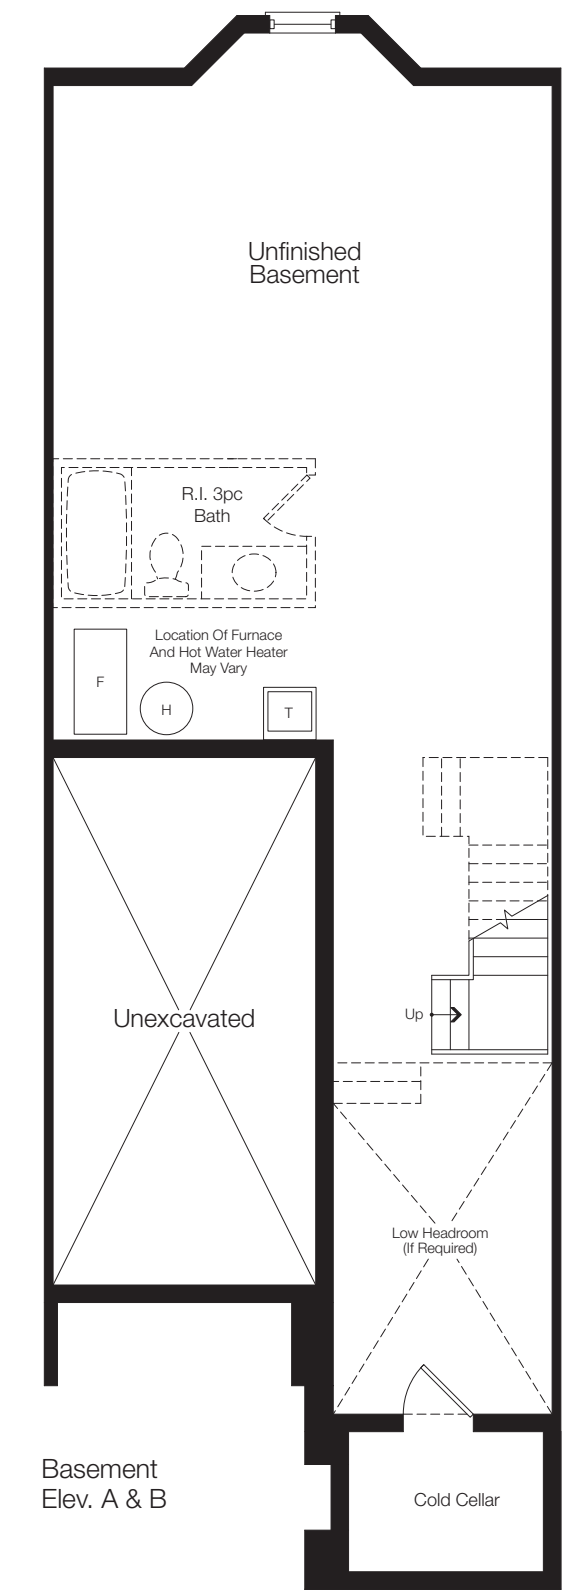 Unfinished
Basement
R.I. 3pc
Bath
Location Of Furnace
And Hot Water Heater
May Vary
F
H
T
Up
Unexcavated
Low Headroom
(If Required)
Basement
Elev. A & B
Cold Cellar